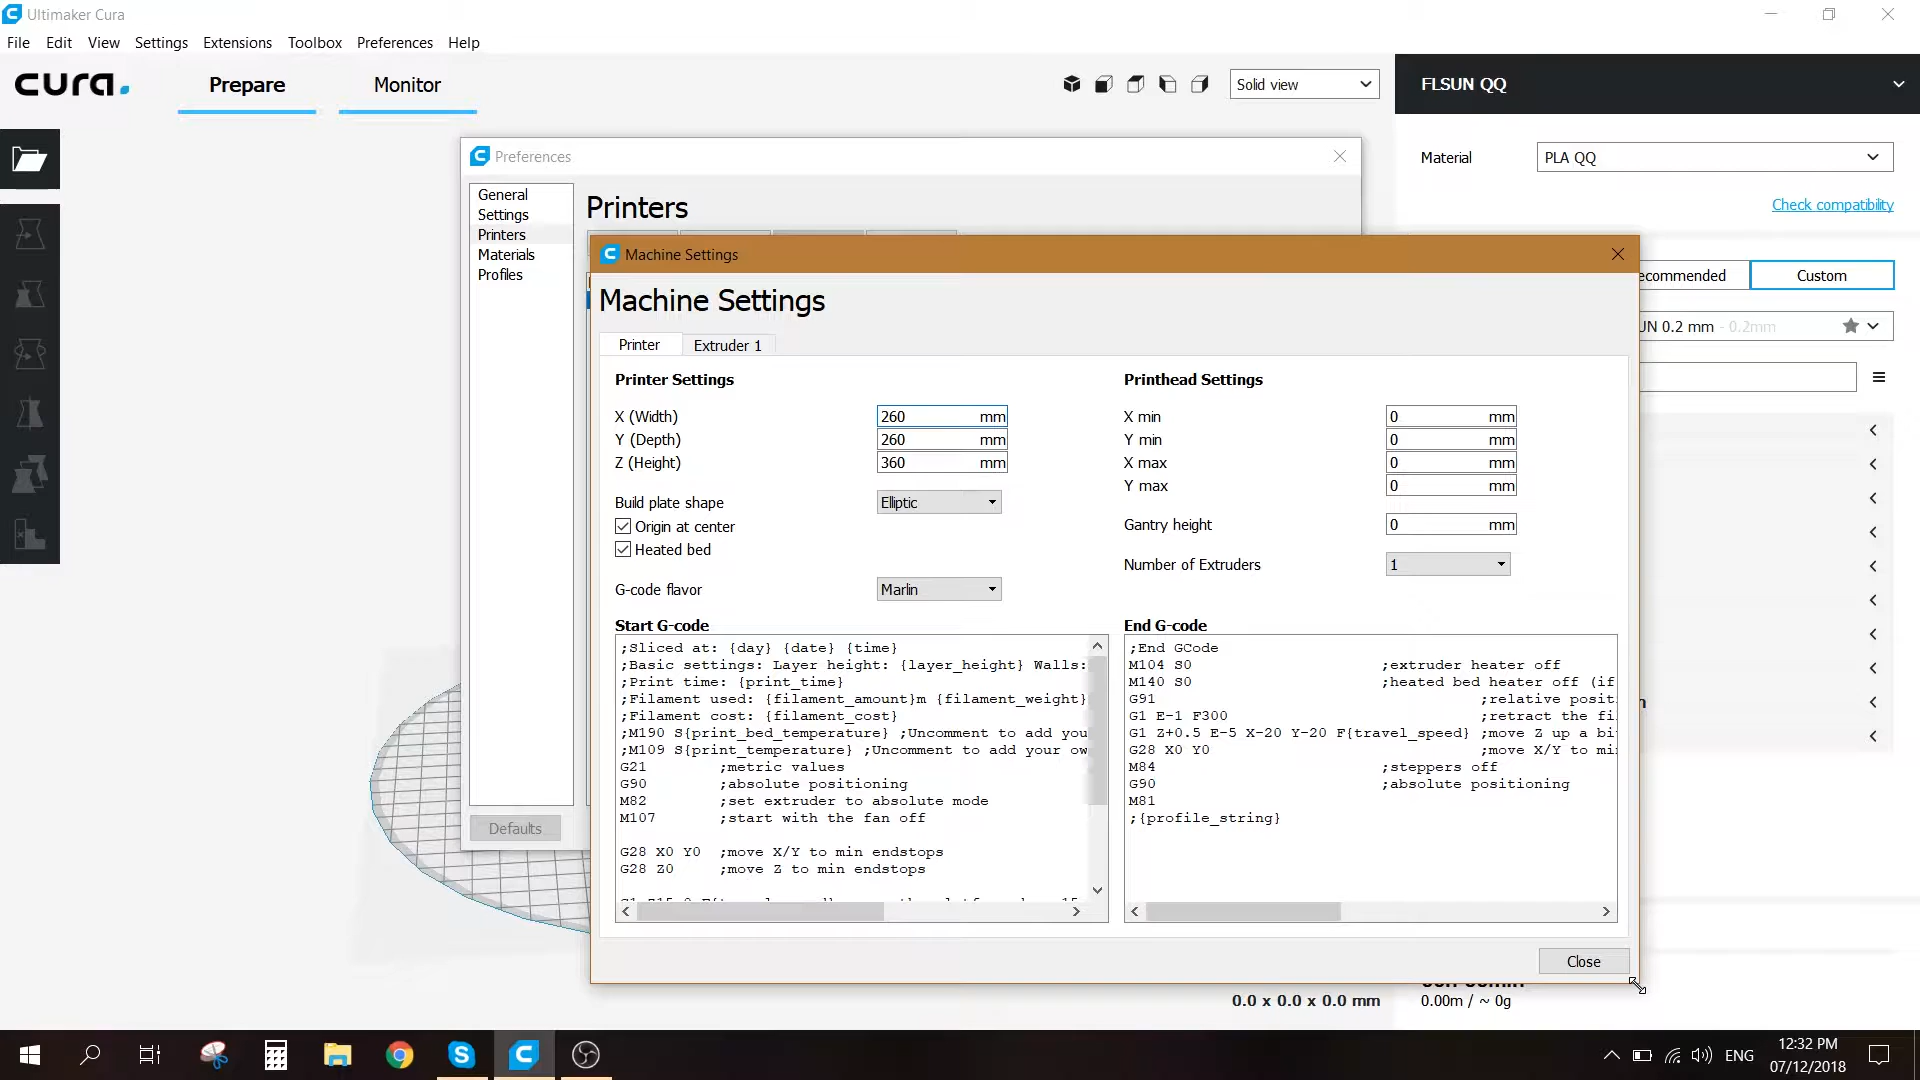 Ultimaker Cura
File Edit View Settings Extensions Toolbox Preferences Help
cura.
Prepare
Monitor
Solid view
FLSUN QQ
Material
PLA QQ
Check compatibility
ecommended
Custom
UN 0.2 mm - 0.2mm
Preferences
General
Settings
Printers
Materials
Profiles
Printers
Defaults
Machine Settings
Machine Settings
Printer
Extruder 1
Printer Settings
X (Width) 260 mm
Y (Depth) 260 mm
Z (Height) 360 mm
Build plate shape Elliptic
Origin at center
Heated bed
G-code flavor Marlin
Printhead Settings
X min 0 mm
Y min 0 mm
X max 0 mm
Y max 0 mm
Gantry height 0 mm
Number of Extruders 1
Start G-code
;Sliced at: {day} {date} {time}
;Basic settings: Layer height: {layer_height} Walls:
;Print time: {print_time}
;Filament used: {filament_amount}m {filament_weight}
;Filament cost: {filament_cost}
;M190 S{print_bed_temperature} ;Uncomment to add you
;M109 S{print_temperature} ;Uncomment to add your ow
G21 ;metric values
G90 ;absolute positioning
M82 ;set extruder to absolute mode
M107 ;start with the fan off
G28 X0 Y0 ;move X/Y to min endstops
G28 Z0 ;move Z to min endstops
End G-code
;End GCode
M104 S0 ;extruder heater off
M140 S0 ;heated bed heater off (if
G91 ;relative posit
G1 E-1 F300 ;retract the fi
G1 Z+0.5 E-5 X-20 Y-20 F{travel_speed} ;move Z up a bi
G28 X0 Y0 ;move X/Y to min
M84 ;steppers off
G90 ;absolute positioning
M81
;{profile_string}
Close
0.0 x 0.0 x 0.0 mm
0.00m / ~ 0g
ENG
12:32 PM
07/12/2018